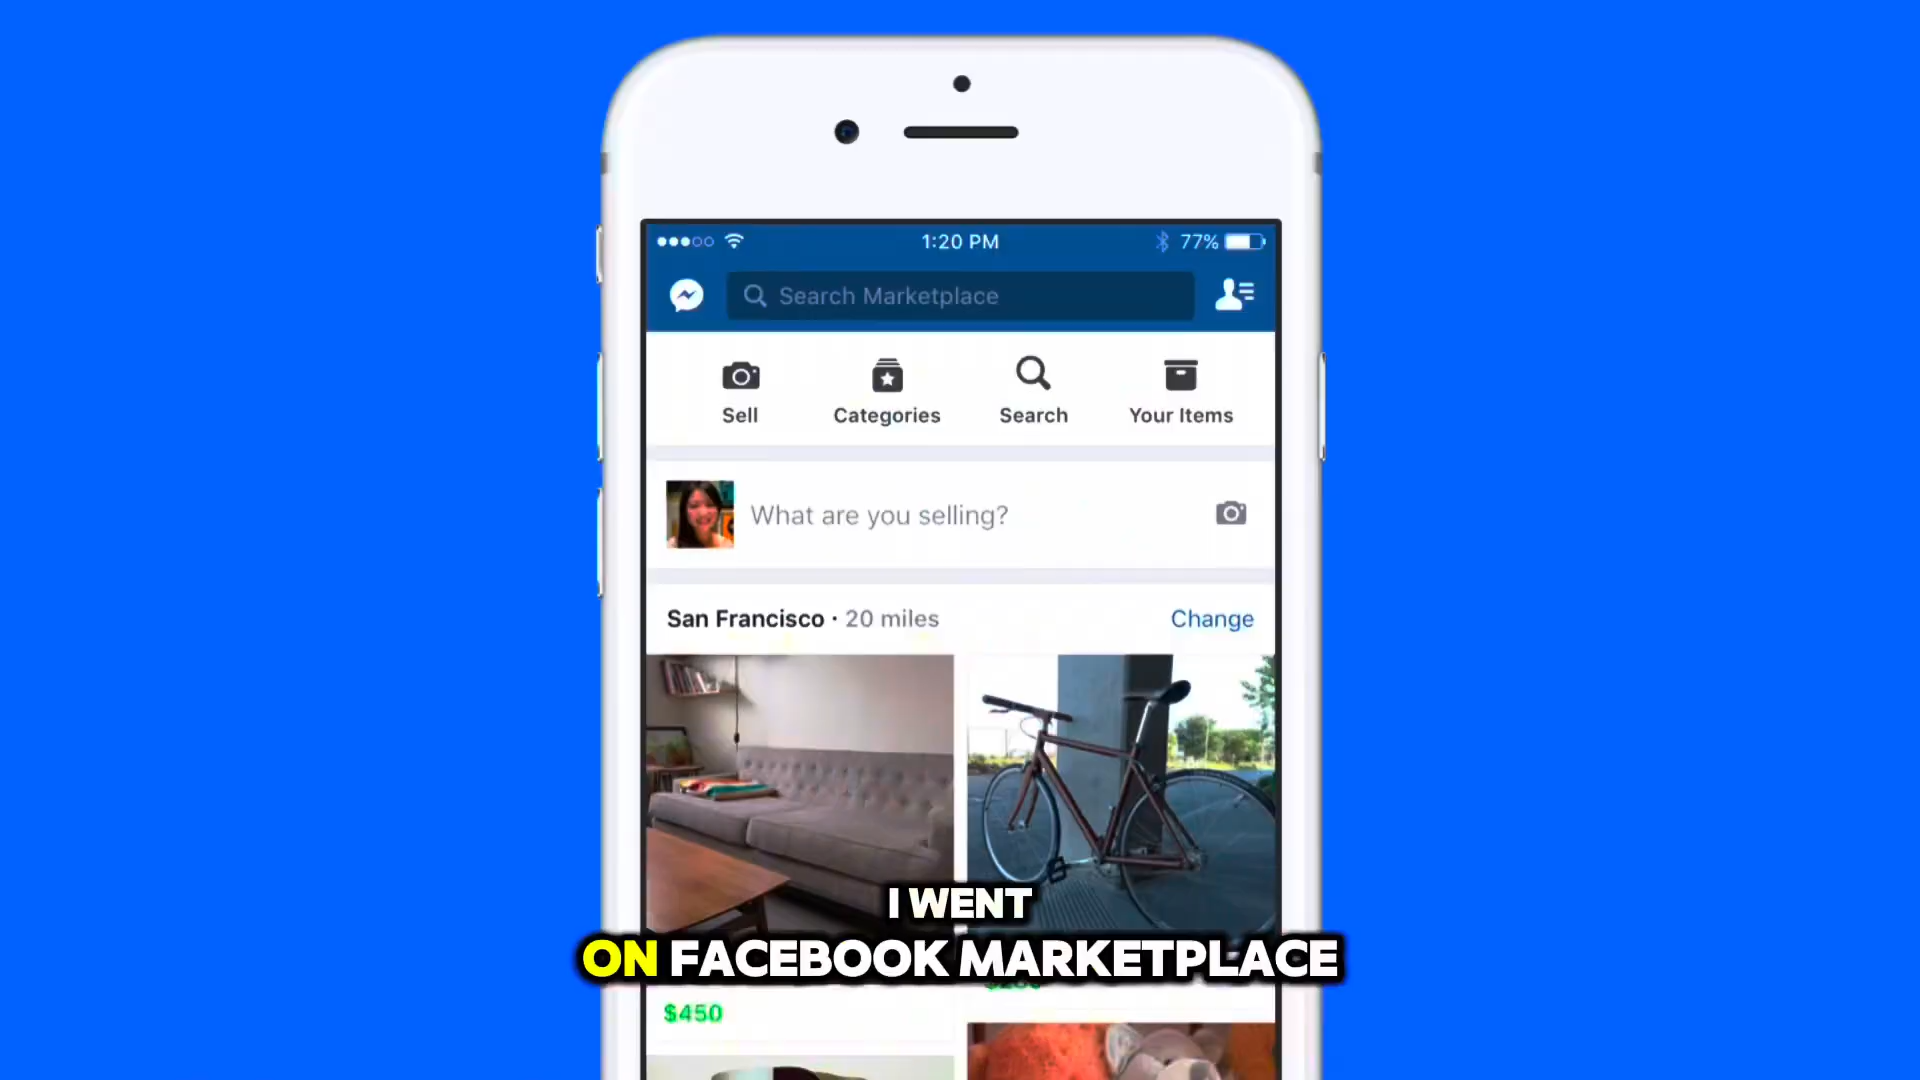 1:20 PM
77%
Search Marketplace
Sell
Categories
Search
Your Items
What are you selling?
San Francisco · 20 miles
Change
I WENT
ON FACEBOOK MARKETPLACE
$450